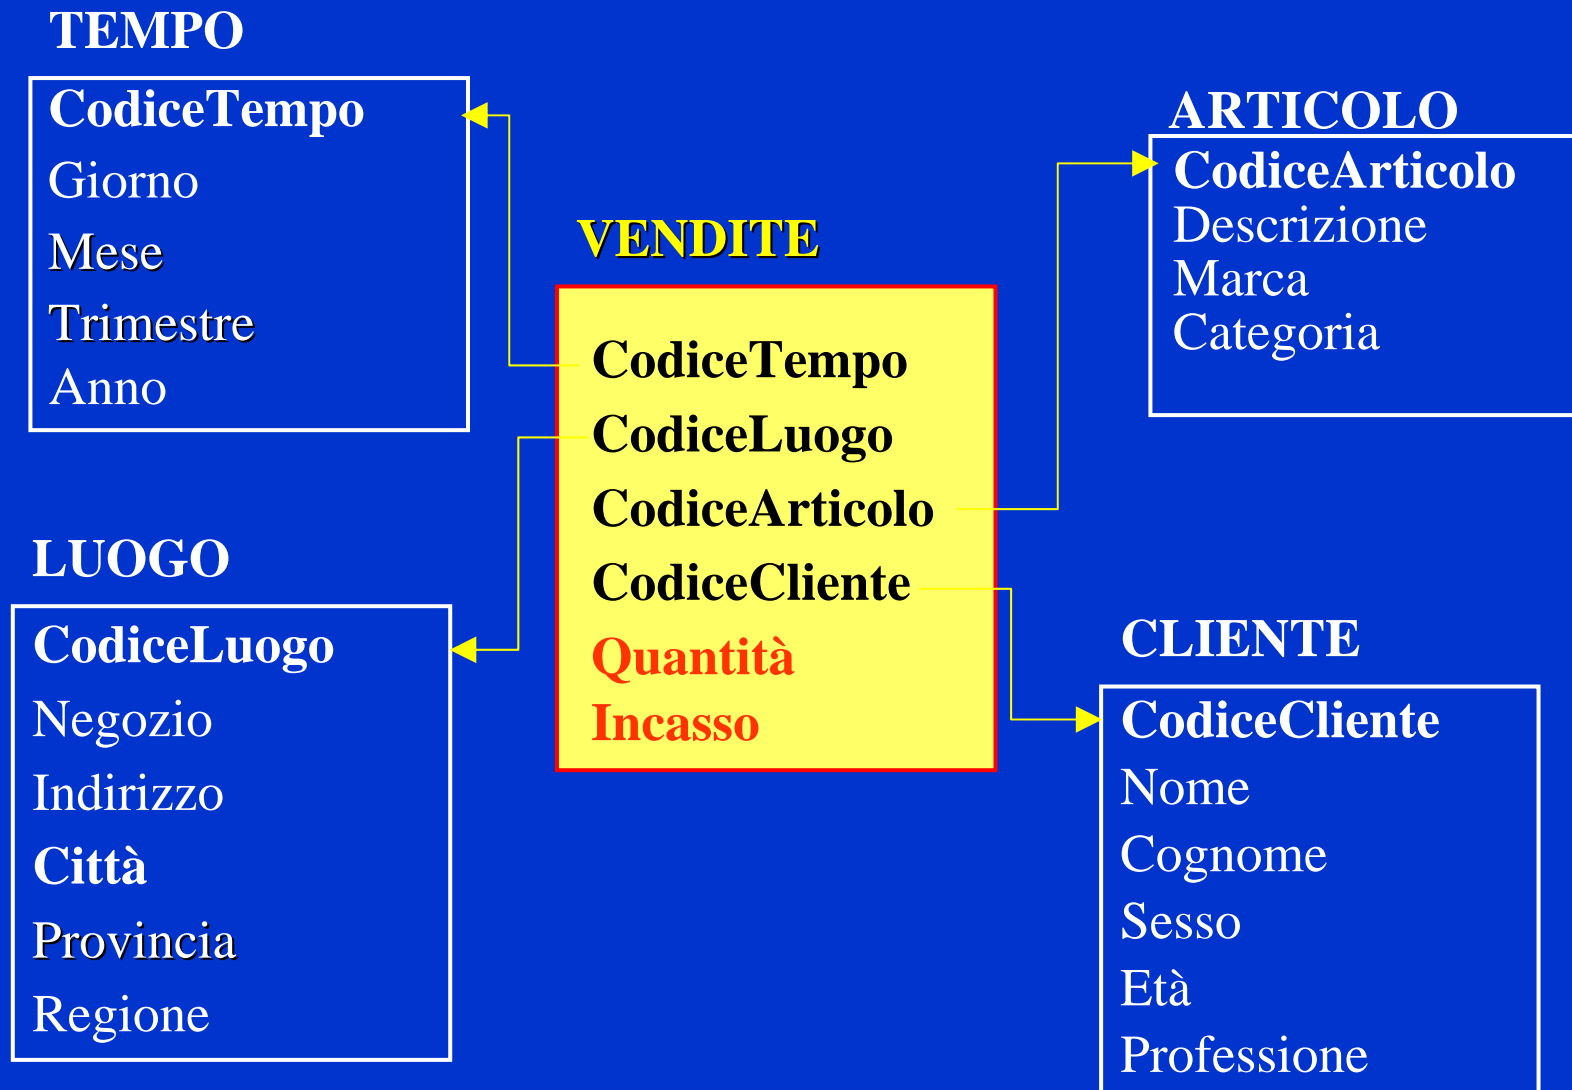 TEMPO
CodiceTempo
Giorno
Mese
Trimestre
Anno
LUOGO
CodiceLuogo
Negozio
Indirizzo
Città
Provincia
Regione
VENDITE
CodiceTempo
CodiceLuogo
CodiceArticolo
CodiceCliente
Quantità
Incasso
ARTICOLO
CodiceArticolo
Descrizione
Marca
Categoria
CLIENTE
CodiceCliente
Nome
Cognome
Sesso
Età
Professione